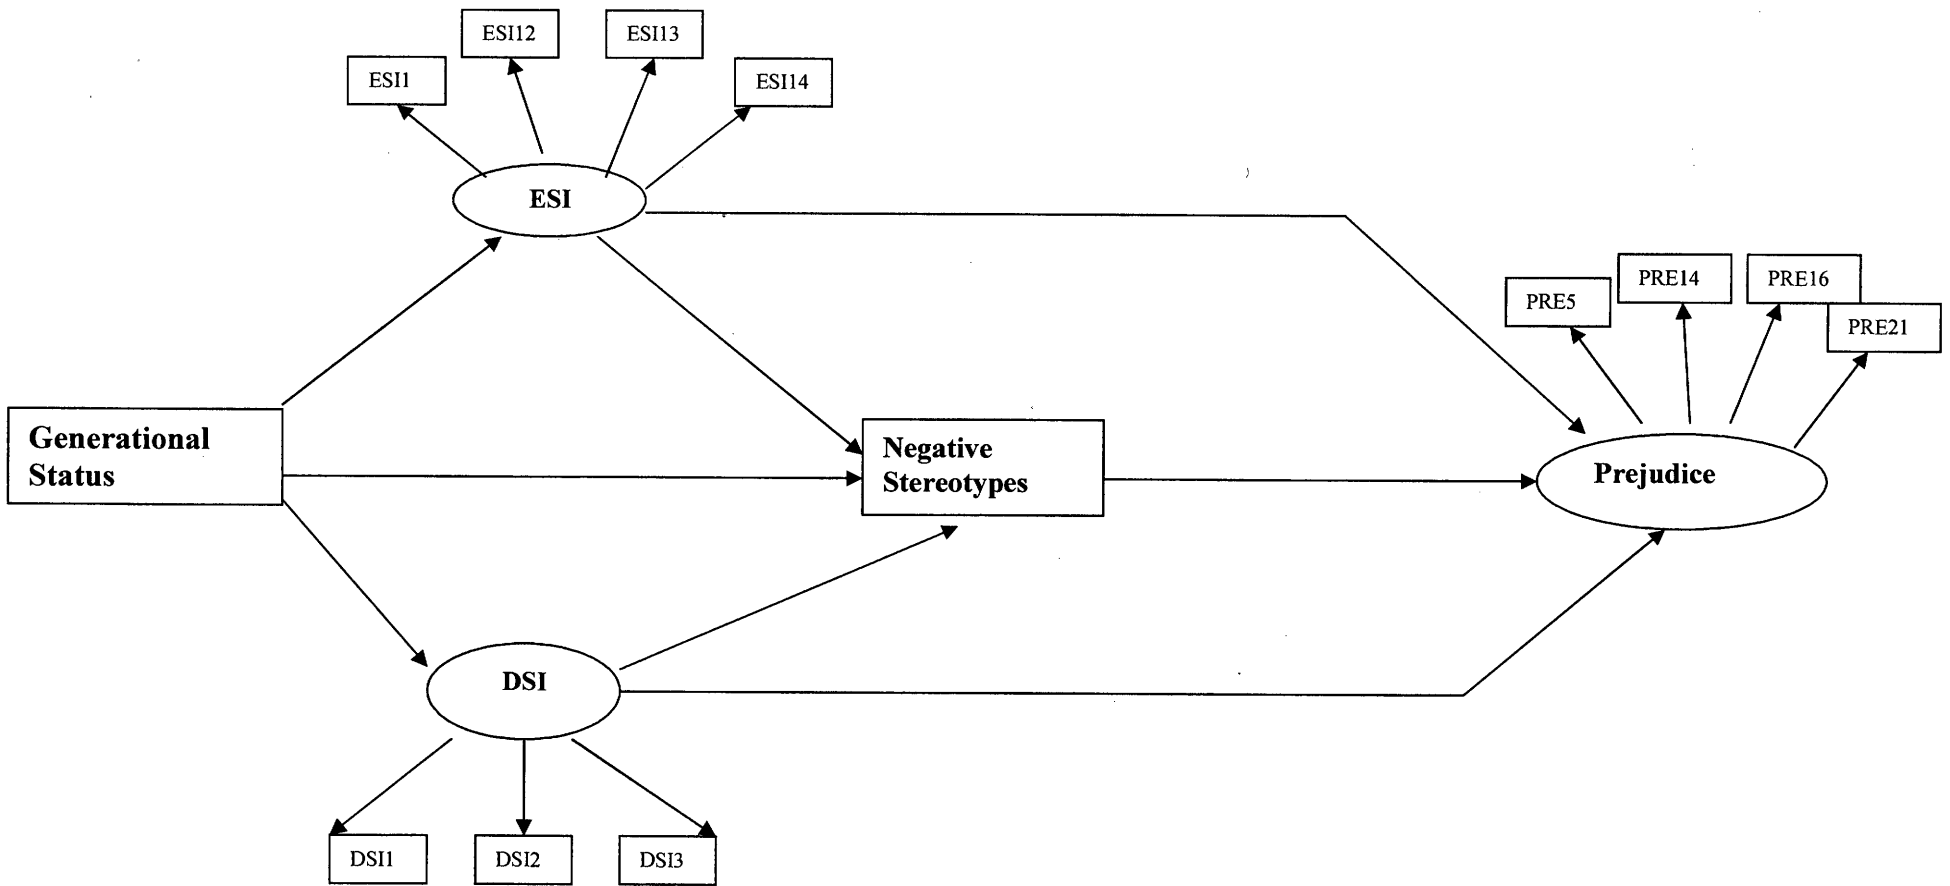 ESI12
ESI13
ESI1
ESI14
ESI
PRE14
PRE16
PRE5
PRE21
Generational
Status
Negative
Stereotypes
Prejudice
DSI
DSI1
DSI2
DSI3